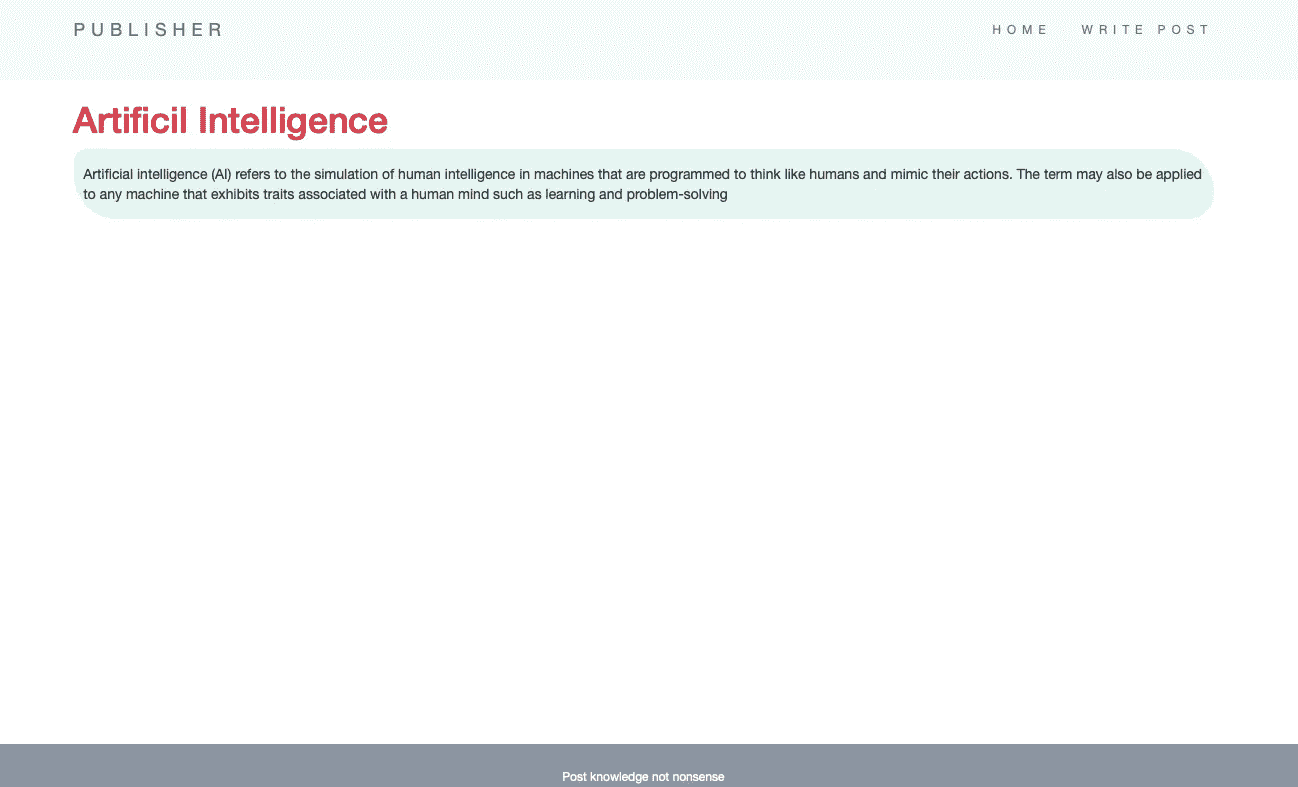 PUBLISHER
HOME WRITE POST
Artificil Intelligence
Artificial intelligence (AI) refers to the simulation of human intelligence in machines that are programmed to think like humans and mimic their actions. The term may also be applied
to any machine that exhibits traits associated with a human mind such as learning and problem-solving
Post knowledge not nonsense